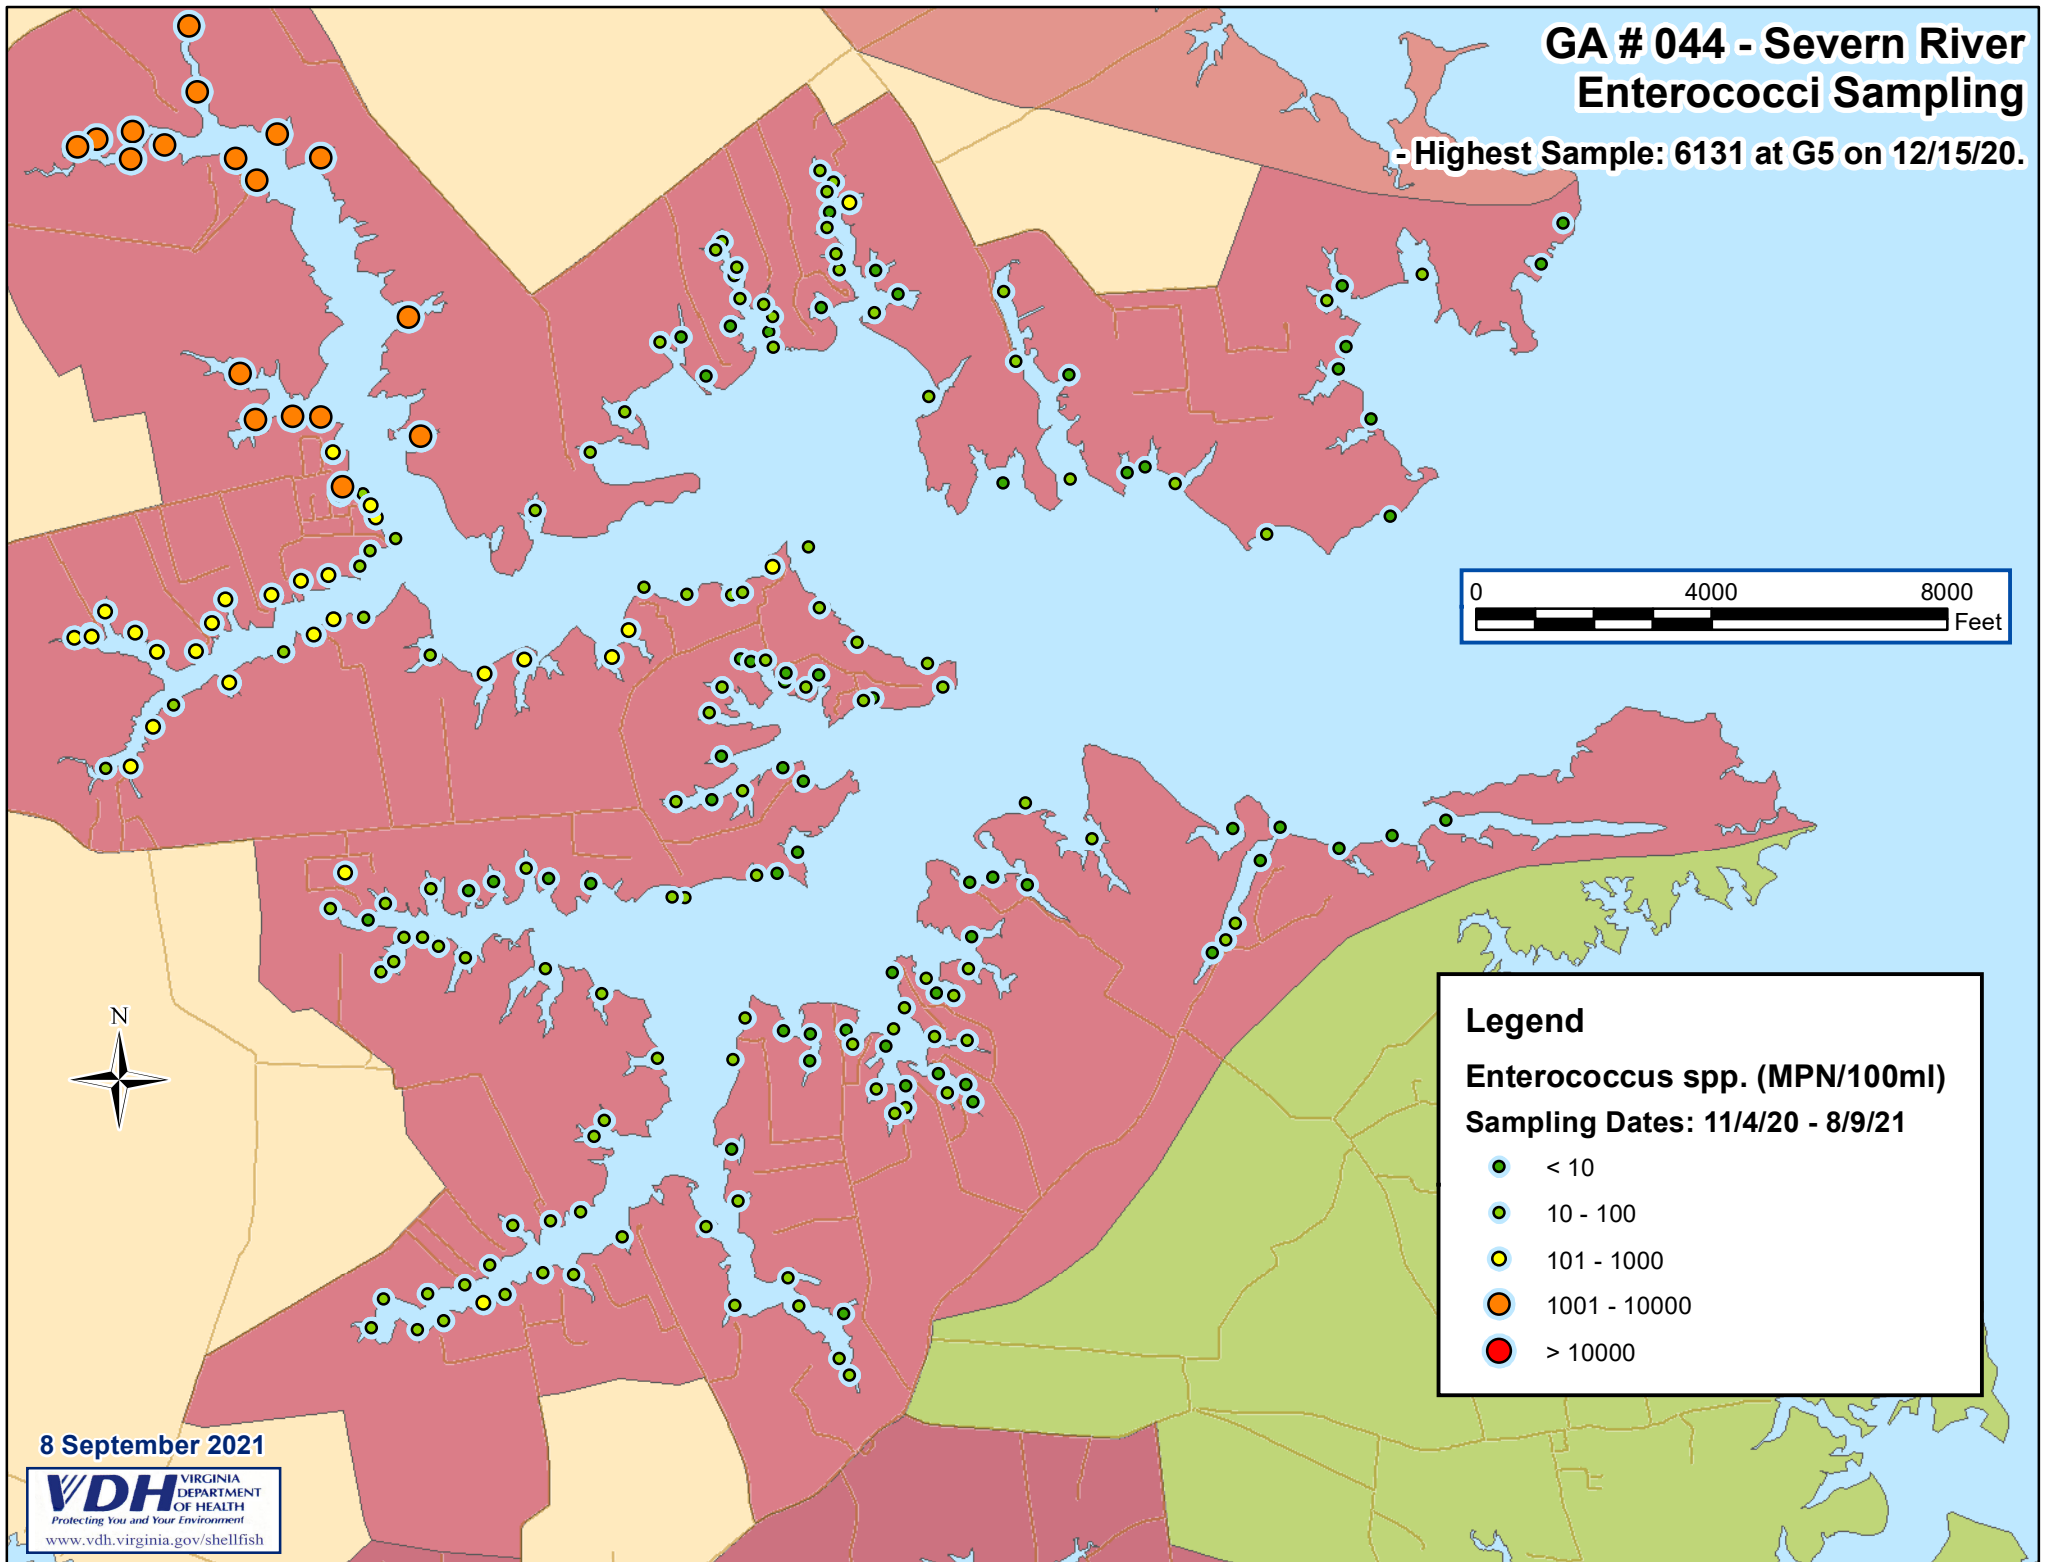 GA # 044 - Severn River
Enterococci Sampling
- Highest Sample: 6131 at G5 on 12/15/20.
0 4000 8000
Feet
N
Legend
Enterococcus spp. (MPN/100ml)
Sampling Dates: 11/4/20 - 8/9/21
< 10
10 - 100
101 - 1000
1001 - 10000
> 10000
8 September 2021
VDH
VIRGINIA
DEPARTMENT
OF HEALTH
Protecting You and Your Environment
www.vdh.virginia.gov/shellfish